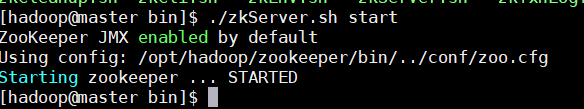 [hadoop@master bin]$ ./zkServer.sh start
ZooKeeper JMX enabled by default
Using config: /opt/hadoop/zookeeper/bin/../conf/zoo.cfg
Starting zookeeper ... STARTED
[hadoop@master bin]$